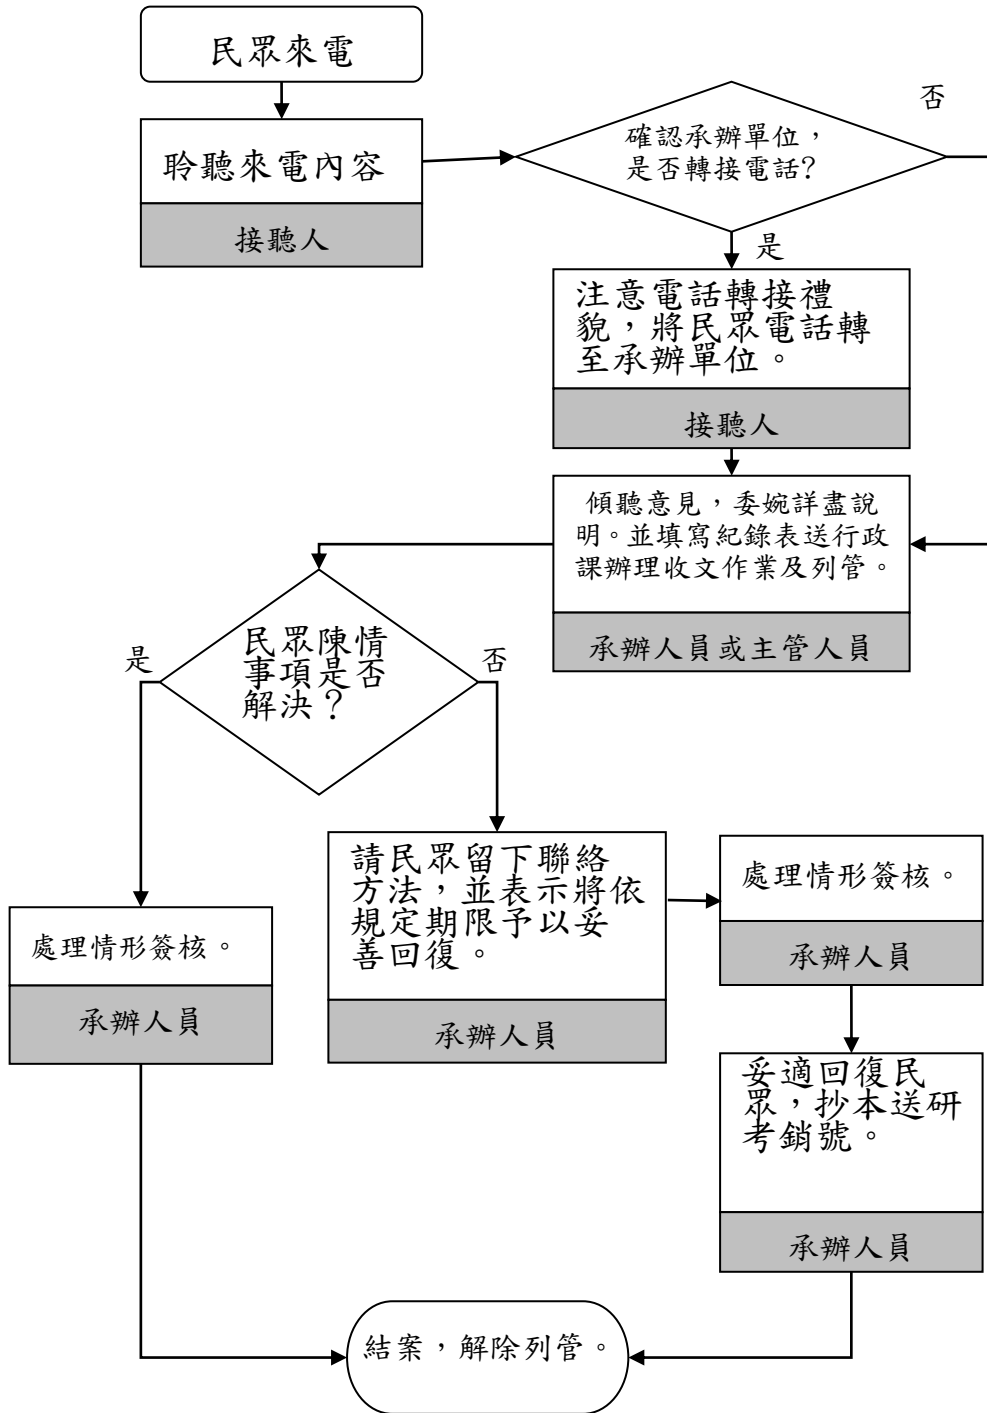 民眾來電
聆聽來電內容
接聽人
確認承辦單位，
是否轉接電話?
否
是
注意電話轉接禮
貌，將民眾電話轉
至承辦單位。
接聽人
傾聽意見，委婉詳盡說
明。並填寫紀錄表送行政
課辦理收文作業及列管。
承辦人員或主管人員
民眾陳情
事項是否
解決？
是
否
處理情形簽核。
承辦人員
請民眾留下聯絡
方法，並表示將依
規定期限予以妥
善回復。
承辦人員
處理情形簽核。
承辦人員
妥適回復民
眾，抄本送研
考銷號。
承辦人員
結案，解除列管。